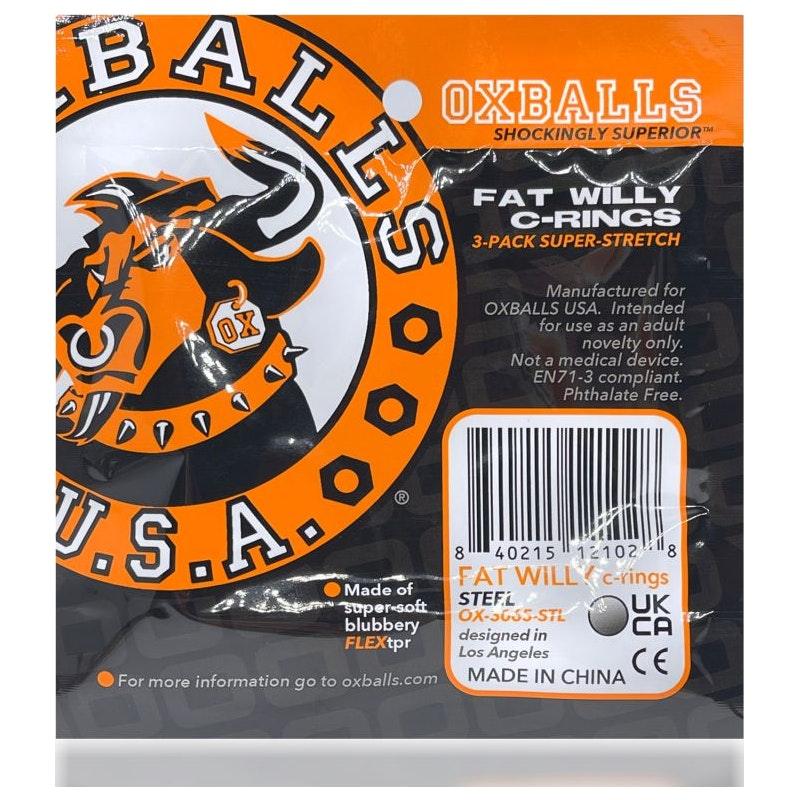 XBALLS
U.S.A.
OX
®
OXBALLS
SHOCKINGLY SUPERIOR™
FAT WILLY
C-RINGS
3-PACK SUPER-STRETCH
Manufactured for
OXBALLS USA. Intended
for use as an adult
novelty only.
Not a medical device.
EN71-3 compliant.
Phthalate Free.
8 40215 12102 8
FAT WILLY c-rings
STEEL
designed in
Los Angeles
MADE IN CHINA
UK
CA
CE
Made of
super-soft
blubbery
FLEXtpr
For more information go to oxballs.com